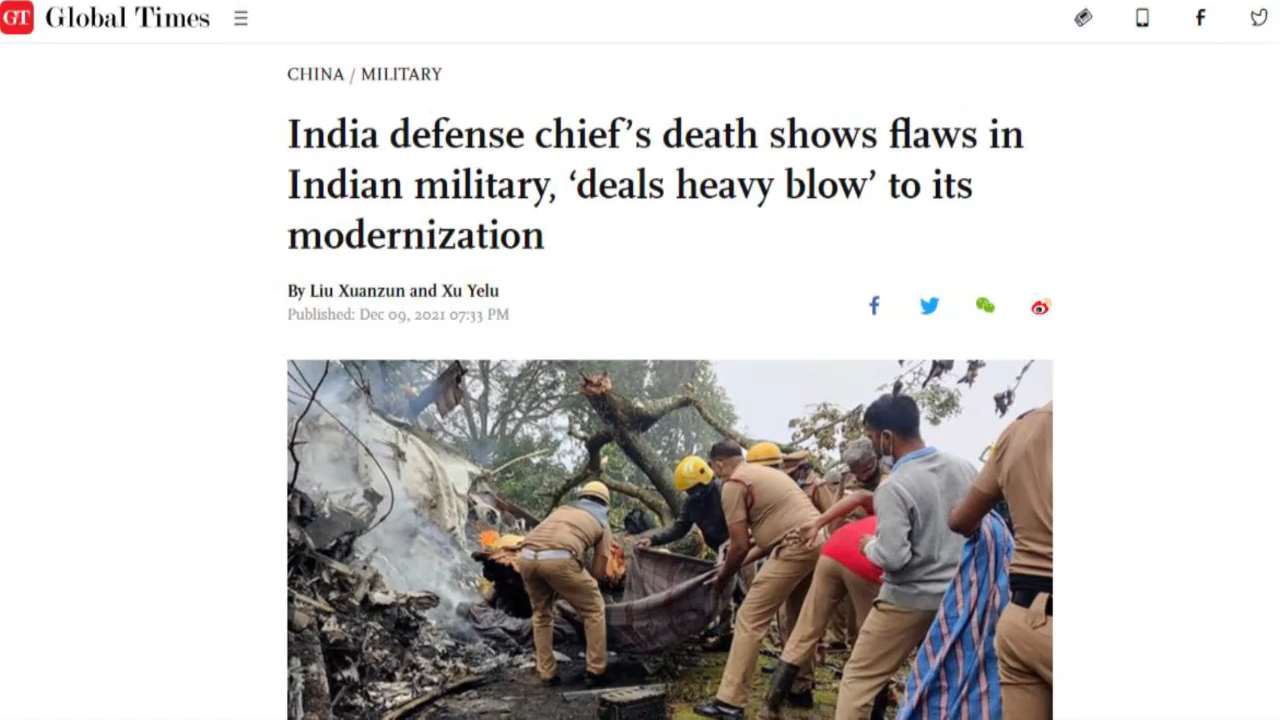 GT Global Times
CHINA / MILITARY
India defense chief’s death shows flaws in
Indian military, ‘deals heavy blow’ to its
modernization
By Liu Xuanzun and Xu Yelu
Published: Dec 09, 2021 07:33 PM